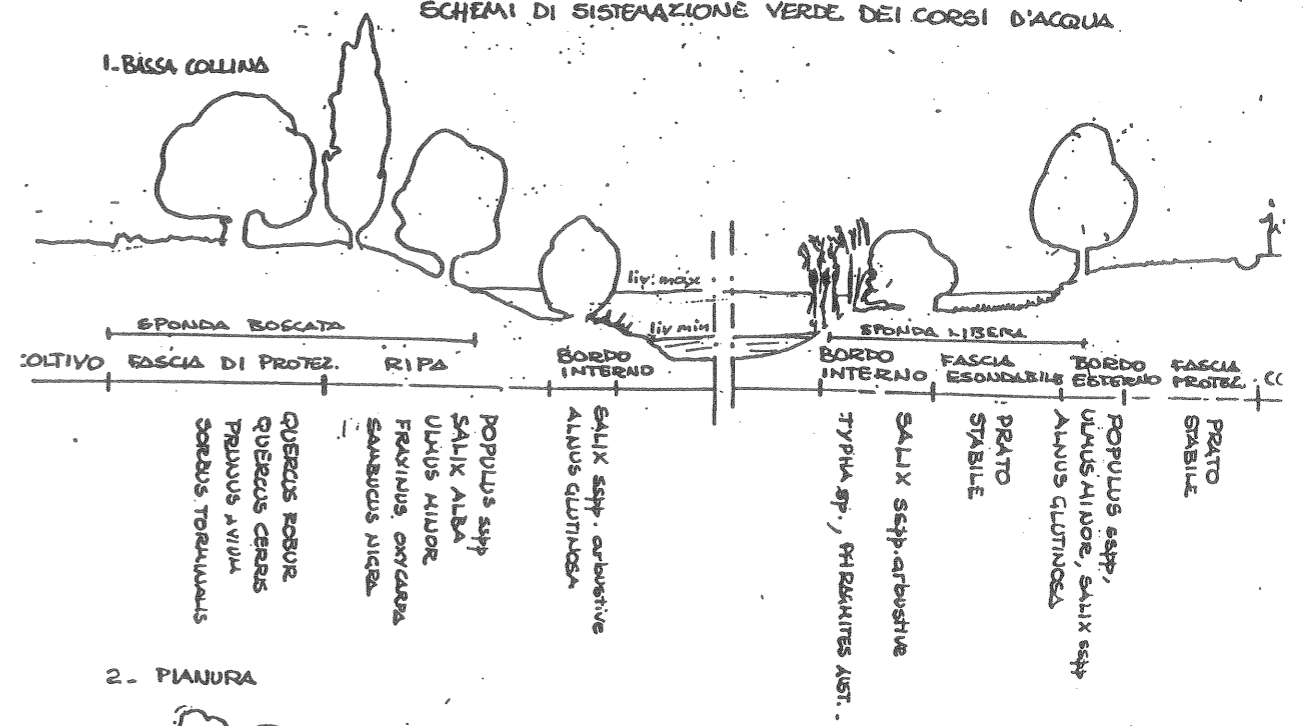 SCHEMI DI SISTEMAZIONE VERDE DEI CORSI D'ACQUA
1-BASSA COLLINA
liv. max
liv min
SPONDA BOSCATA
SPONDA LIBERA
:OLTIVO
FASCIA DI PROTEZ.
RIPA
BORDO
INTERNO
BORDO
INTERNO
FASCIA
ESONDABILE
BORDO
ESTERNO
FASCIA
PROTEZ.
CC
QUERCUS ROBUR
QUERCUS CERRIS
PRUNUS AVIUM
SORBUS TORMINALIS
POPULUS sspp
SALIX ALBA
ULMUS MINOR
FRAXINUS OXYCARPA
SAMBUCUS NIGRA
SALIX sspp. arbustive
ALNUS GLUTINOSA
TYPHA sp., PHRAGMITES AUST..
SALIX sspp. arbustive
PRATO
STABILE
POPULUS sspp,
ULMUS MINOR, SALIX sspp
ALNUS GLUTINOSA
PRATO
STABILE
2- PIANURA